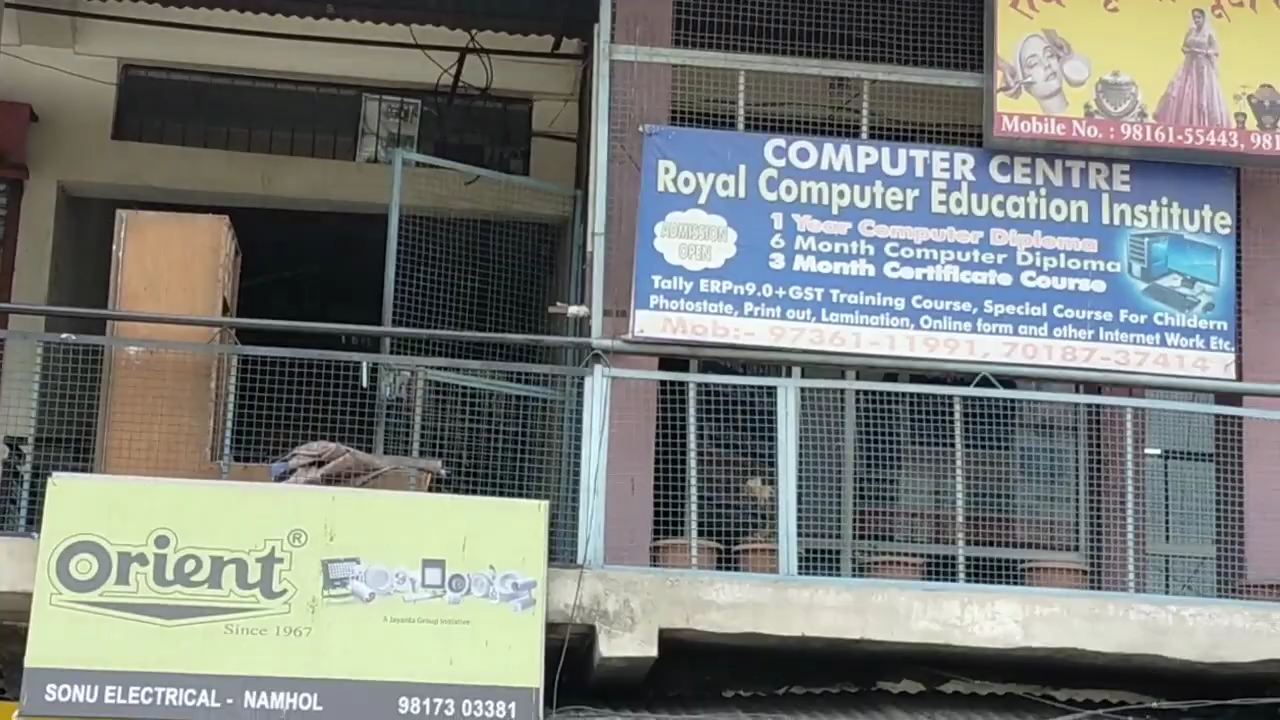 Mobile No. : 98161-55443, 981
COMPUTER CENTRE
Royal Computer Education Institute
ADMISSION
OPEN
1 Year Computer Diploma
6 Month Computer Diploma
3 Month Certificate Course
Tally ERPn9.0+GST Training Course, Special Course For Childern
Photostate, Print out, Lamination, Online form and other Internet Work Etc.
Mob:- 97361-11991, 70187-37414
Orient®
Since 1967
A Jayanta Group Initiative
SONU ELECTRICAL - NAMHOL 98173 03381